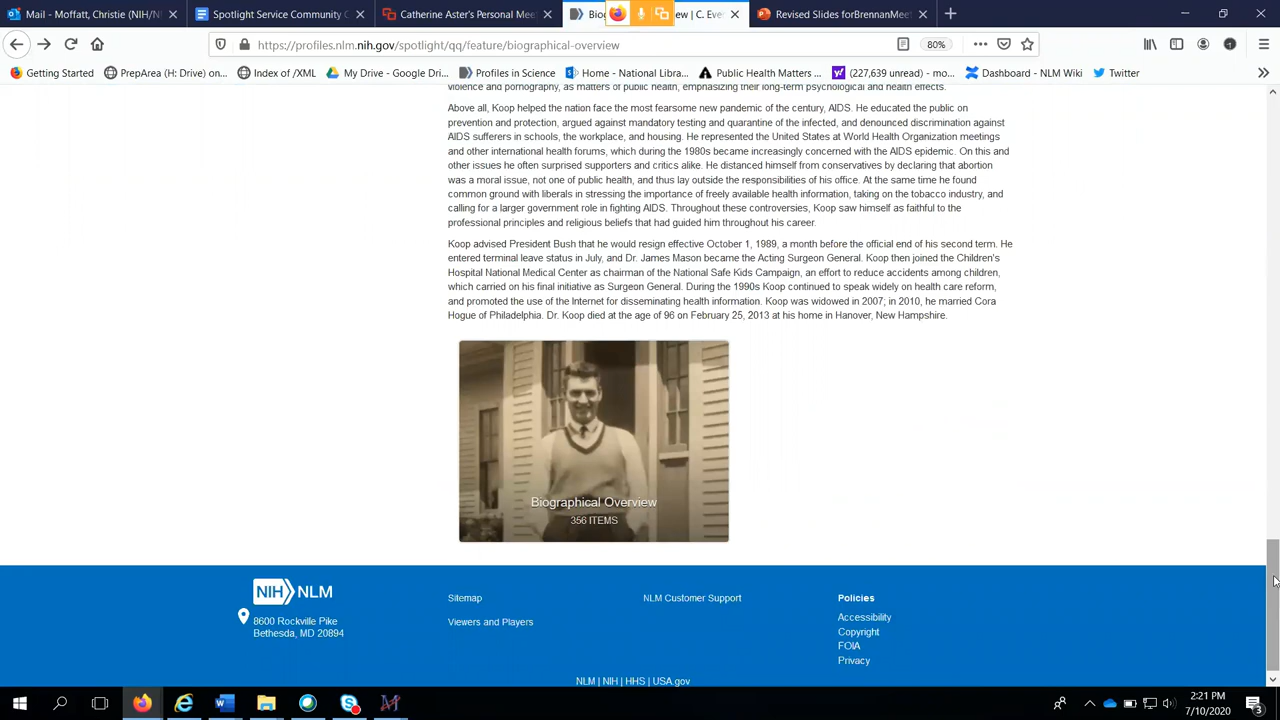 Mail - Moffatt, Christie (NIH/N
Spotlight Service Community
Catherine Aster's Personal Meet
Biog
ew | C. Eve
Revised Slides forBrennanMeet
https://profiles.nlm.nih.gov/spotlight/qq/feature/biographical-overview
80%
Getting Started
PrepArea (H: Drive) on...
Index of /XML
My Drive - Google Dri...
Profiles in Science
Home - National Libra...
Public Health Matters ...
(227,639 unread) - mo...
Dashboard - NLM Wiki
Twitter
violence and pornography, as matters of public health, emphasizing their long-term psychological and health effects.
Above all, Koop helped the nation face the most fearsome new pandemic of the century, AIDS. He educated the public on
prevention and protection, argued against mandatory testing and quarantine of the infected, and denounced discrimination against
AIDS sufferers in schools, the workplace, and housing. He represented the United States at World Health Organization meetings
and other international health forums, which during the 1980s became increasingly concerned with the AIDS epidemic. On this and
other issues he often surprised supporters and critics alike. He distanced himself from conservatives by declaring that abortion
was a moral issue, not one of public health, and thus lay outside the responsibilities of his office. At the same time he found
common ground with liberals in stressing the importance of freely available health information, taking on the tobacco industry, and
calling for a larger government role in fighting AIDS. Throughout these controversies, Koop saw himself as faithful to the
professional principles and religious beliefs that had guided him throughout his career.
Koop advised President Bush that he would resign effective October 1, 1989, a month before the official end of his second term. He
entered terminal leave status in July, and Dr. James Mason became the Acting Surgeon General. Koop then joined the Children's
Hospital National Medical Center as chairman of the National Safe Kids Campaign, an effort to reduce accidents among children,
which carried on his final initiative as Surgeon General. During the 1990s Koop continued to speak widely on health care reform,
and promoted the use of the Internet for disseminating health information. Koop was widowed in 2007; in 2010, he married Cora
Hogue of Philadelphia. Dr. Koop died at the age of 96 on February 25, 2013 at his home in Hanover, New Hampshire.
Biographical Overview
356 ITEMS
NIH NLM
8600 Rockville Pike
Bethesda, MD 20894
Sitemap
Viewers and Players
NLM Customer Support
Policies
Accessibility
Copyright
FOIA
Privacy
NLM | NIH | HHS | USA.gov
2:21 PM
7/10/2020
3